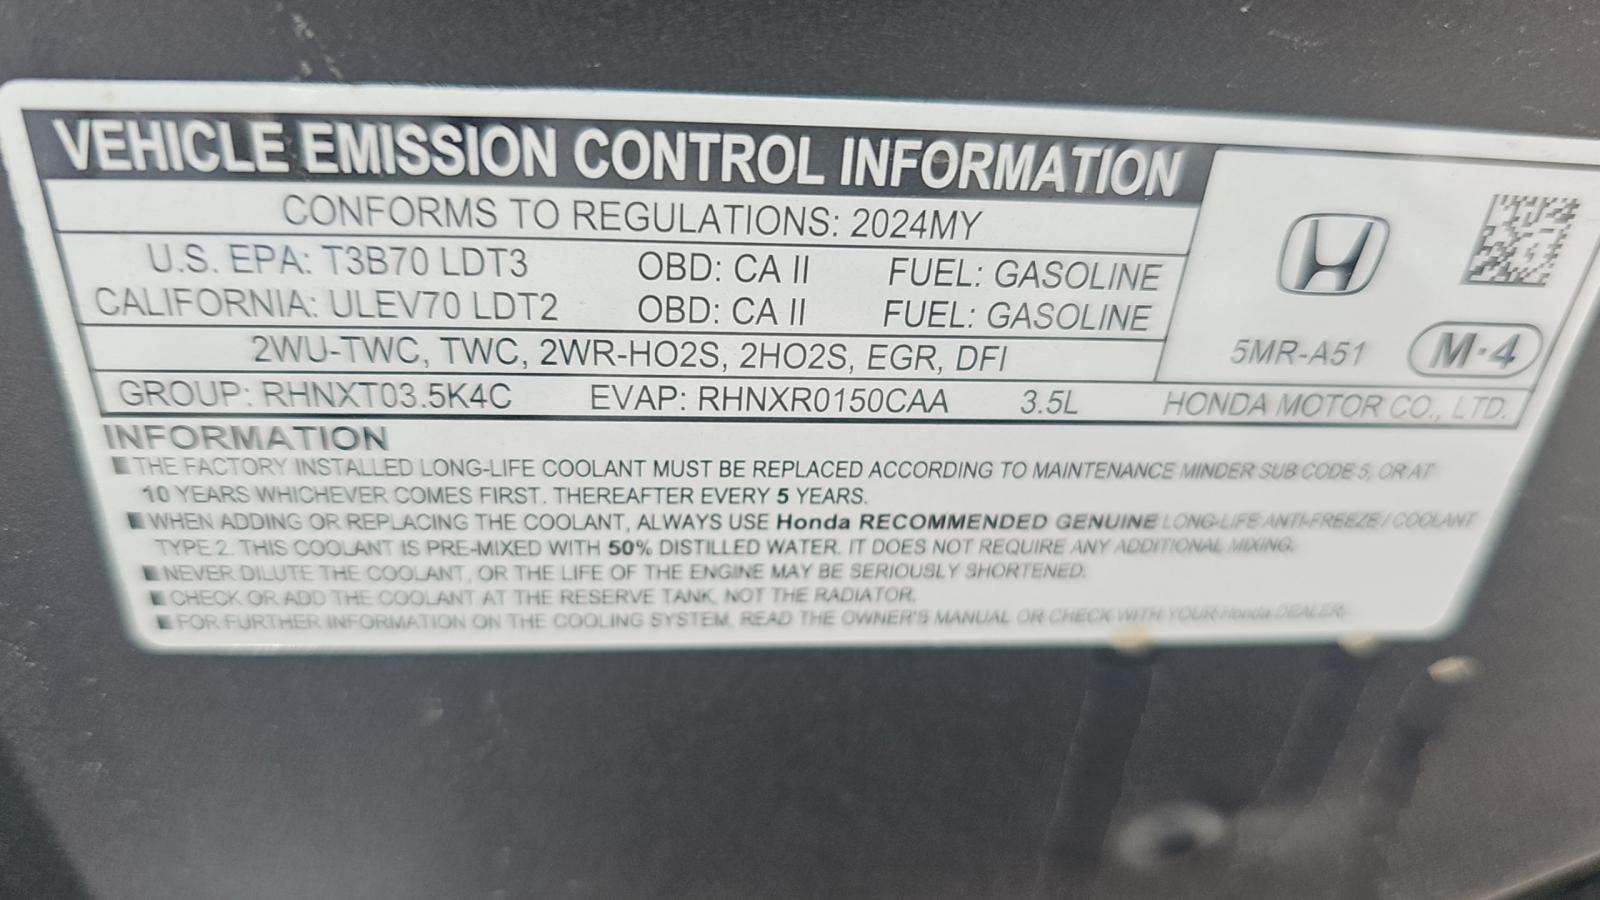 VEHICLE EMISSION CONTROL INFORMATION
CONFORMS TO REGULATIONS: 2024MY
U.S. EPA: T3B70 LDT3 OBD: CA II FUEL: GASOLINE
CALIFORNIA: ULEV70 LDT2 OBD: CA II FUEL: GASOLINE
2WU-TWC, TWC, 2WR-HO2S, 2HO2S, EGR, DFI
5MR-A51 M·4
GROUP: RHNXT03.5K4C EVAP: RHNXR0150CAA 3.5L HONDA MOTOR CO., LTD.
INFORMATION
■ THE FACTORY INSTALLED LONG-LIFE COOLANT MUST BE REPLACED ACCORDING TO MAINTENANCE MINDER SUB CODE 5, OR AT
10 YEARS WHICHEVER COMES FIRST. THEREAFTER EVERY 5 YEARS.
■ WHEN ADDING OR REPLACING THE COOLANT, ALWAYS USE Honda RECOMMENDED GENUINE LONG-LIFE ANTI-FREEZE / COOLANT
TYPE 2. THIS COOLANT IS PRE-MIXED WITH 50% DISTILLED WATER. IT DOES NOT REQUIRE ANY ADDITIONAL MIXING.
■ NEVER DILUTE THE COOLANT, OR THE LIFE OF THE ENGINE MAY BE SERIOUSLY SHORTENED.
■ CHECK OR ADD THE COOLANT AT THE RESERVE TANK, NOT THE RADIATOR.
■ FOR FURTHER INFORMATION ON THE COOLING SYSTEM, READ THE OWNER'S MANUAL OR CHECK WITH YOUR Honda DEALER.